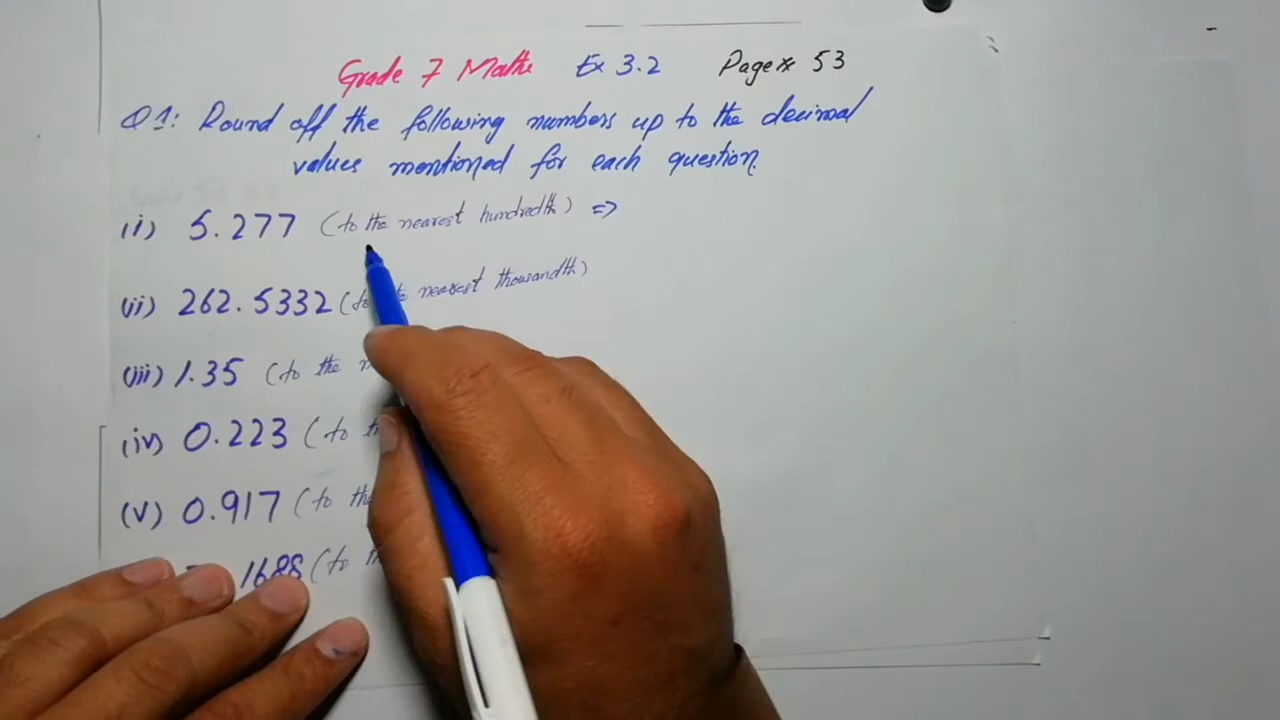 Grade 7 Maths Ex 3.2 Page 53
Q1: Round off the following numbers up to the decimal
values mentioned for each question.
(i) 5.277 (to the nearest hundredth) ⇒
(ii) 262.5332 (to nearest thousandth)
(iii) 1.35 (to the
(iv) 0.223 (to
(v) 0.917 (to the
1688 (to